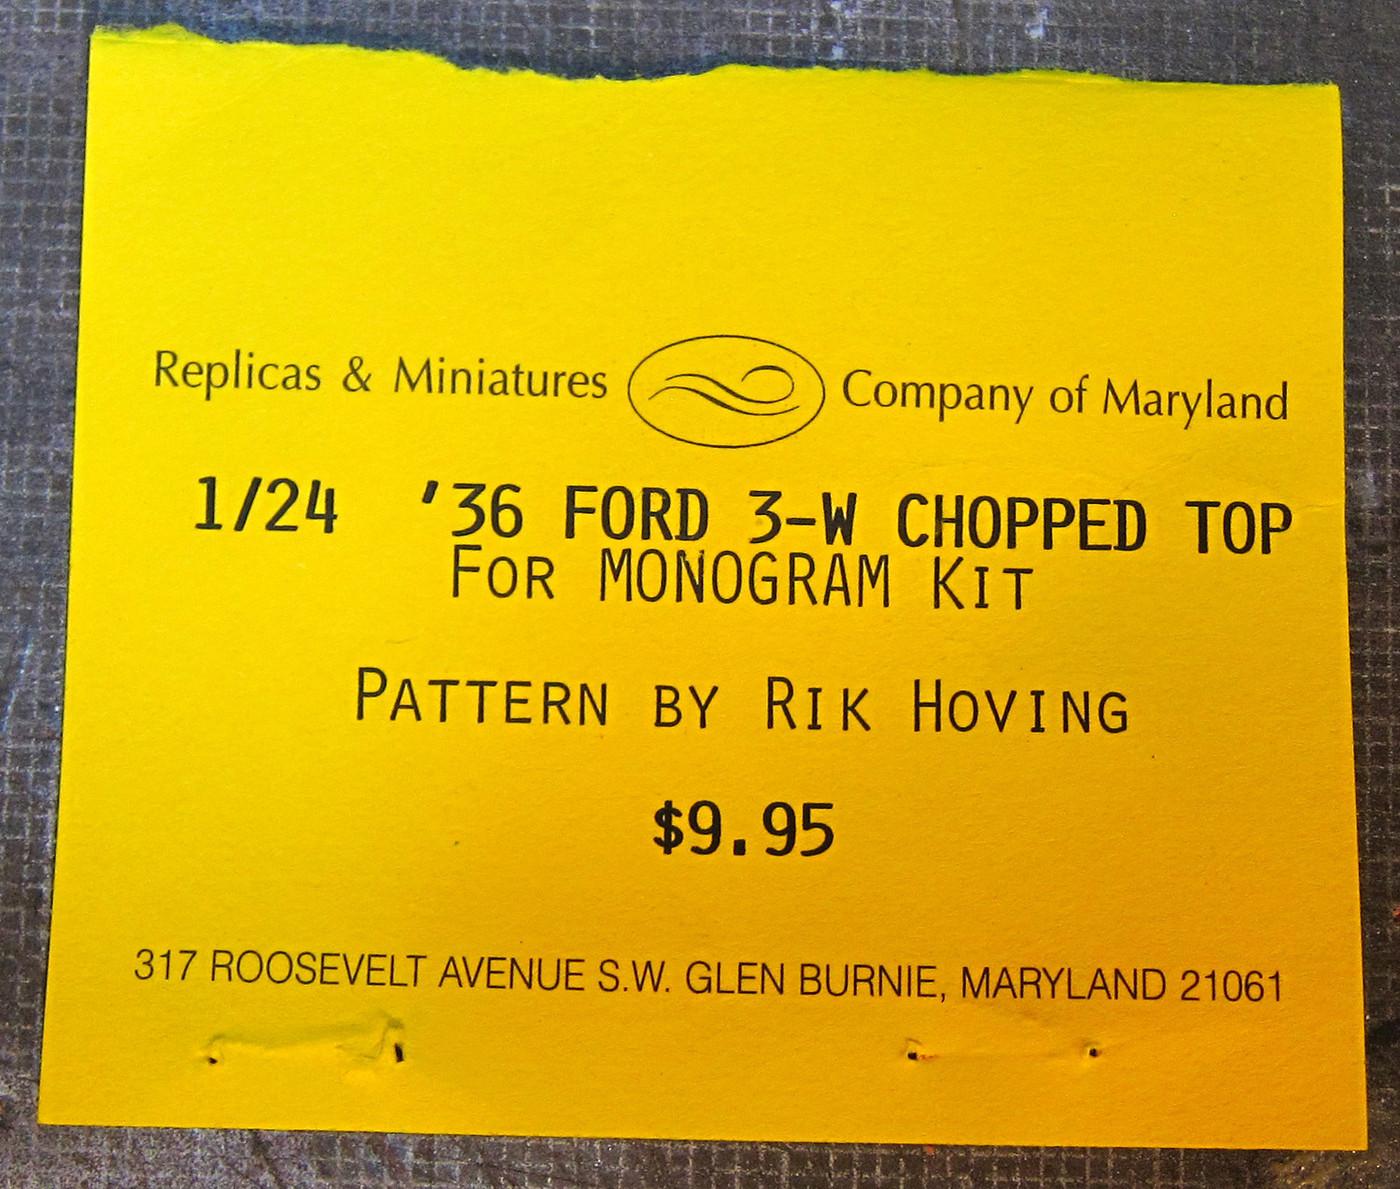 Replicas & Miniatures Company of Maryland
1/24 '36 FORD 3-W CHOPPED TOP
FOR MONOGRAM KIT
PATTERN BY RIK HOVING
$9.95
317 ROOSEVELT AVENUE S.W. GLEN BURNIE, MARYLAND 21061